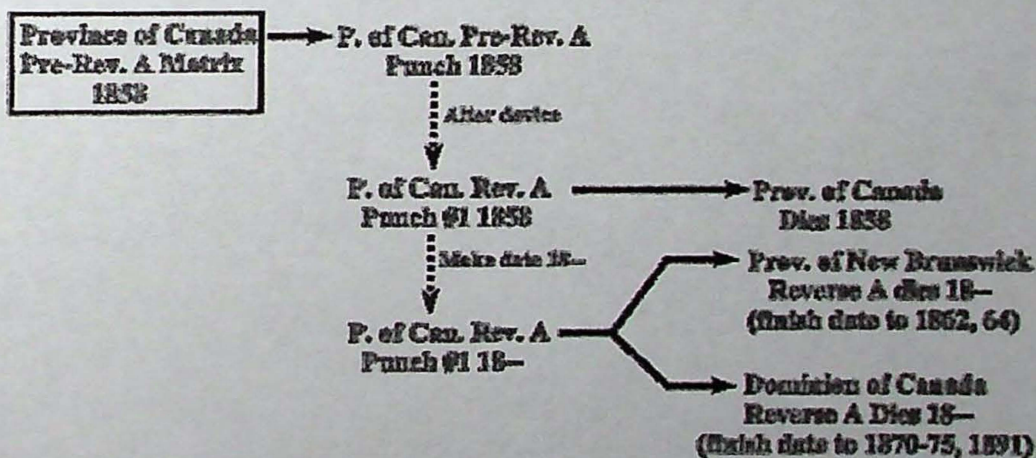 Province of Canada
Pre-Rev. A Matrix
1858
P. of Can. Pre-Rev. A
Punch 1858
Alter device
P. of Can. Rev. A
Punch #1 1858
Prov. of Canada
Dies 1858
Make date 18–
P. of Can. Rev. A
Punch #1 18–
Prov. of New Brunswick
Reverse A dies 18–
(finish date to 1862, 64)
Dominion of Canada
Reverse A Dies 18–
(finish date to 1870-75, 1891)